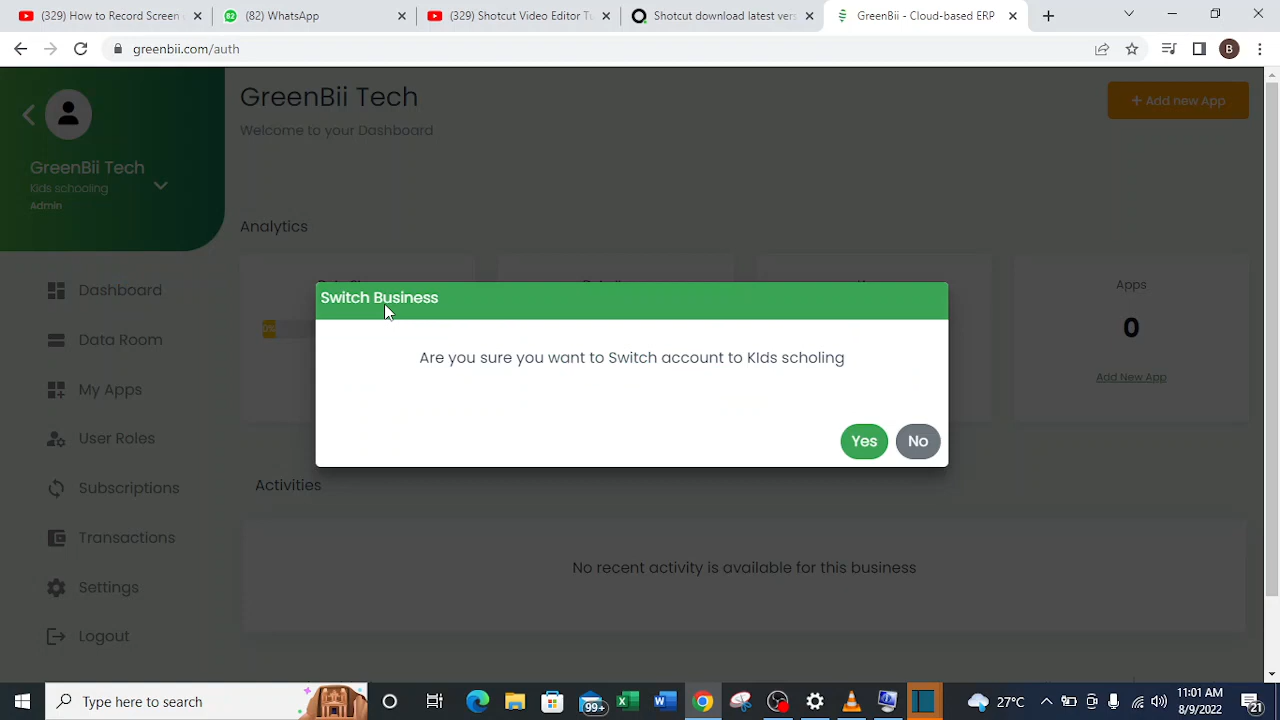 (329) How to Record Screen
(82) WhatsApp
(329) Shotcut Video Editor Tu
Shotcut download latest vers
GreenBii - Cloud-based ERP
greenbii.com/auth
B
GreenBii Tech
Welcome to your Dashboard
+ Add new App
GreenBii Tech
Kids schooling
Admin
Analytics
Dashboard
Data Room
My Apps
User Roles
Subscriptions
Transactions
Settings
Logout
0%
Apps
0
Add New App
Switch Business
Are you sure you want to Switch account to KIds scholing
Yes
No
Activities
No recent activity is available for this business
Type here to search
99+
27°C
11:01 AM
8/9/2022
21